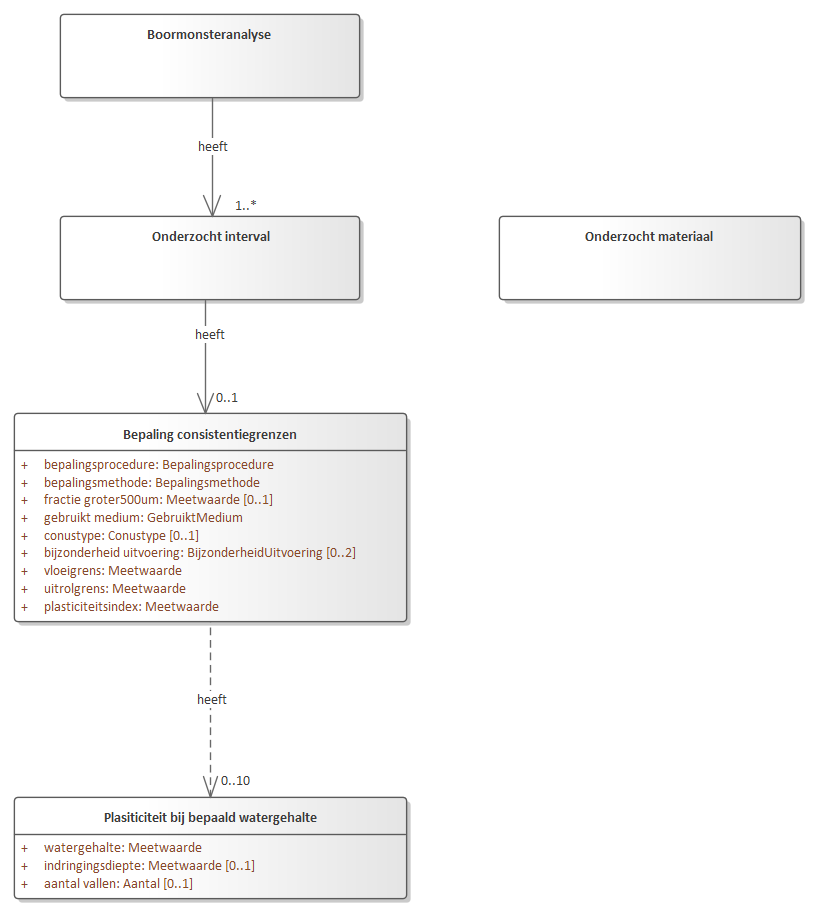 Boormonsteranalyse
heeft
1..*
Onderzocht interval
Onderzocht materiaal
heeft
0..1
Bepaling consistentiegrenzen
+ bepalingsprocedure: Bepalingsprocedure
+ bepalingsmethode: Bepalingsmethode
+ fractie groter500um: Meetwaarde [0..1]
+ gebruikt medium: GebruiktMedium
+ conustype: Conustype [0..1]
+ bijzonderheid uitvoering: BijzonderheidUitvoering [0..2]
+ vloeigrens: Meetwaarde
+ uitrolgrens: Meetwaarde
+ plasticiteitsindex: Meetwaarde
heeft
0..10
Plasiticiteit bij bepaald watergehalte
+ watergehalte: Meetwaarde
+ indringingsdiepte: Meetwaarde [0..1]
+ aantal vallen: Aantal [0..1]